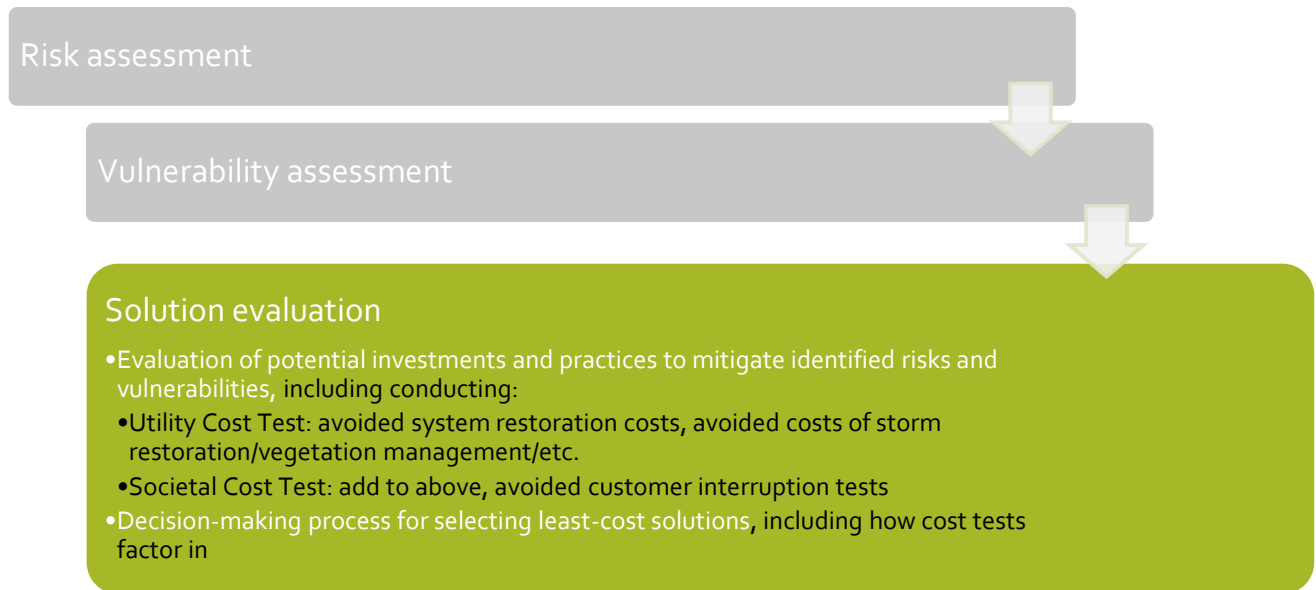 Risk assessment
Vulnerability assessment
Solution evaluation
•Evaluation of potential investments and practices to mitigate identified risks and
vulnerabilities, including conducting:
•Utility Cost Test: avoided system restoration costs, avoided costs of storm
restoration/vegetation management/etc.
•Societal Cost Test: add to above, avoided customer interruption tests
•Decision-making process for selecting least-cost solutions, including how cost tests
factor in